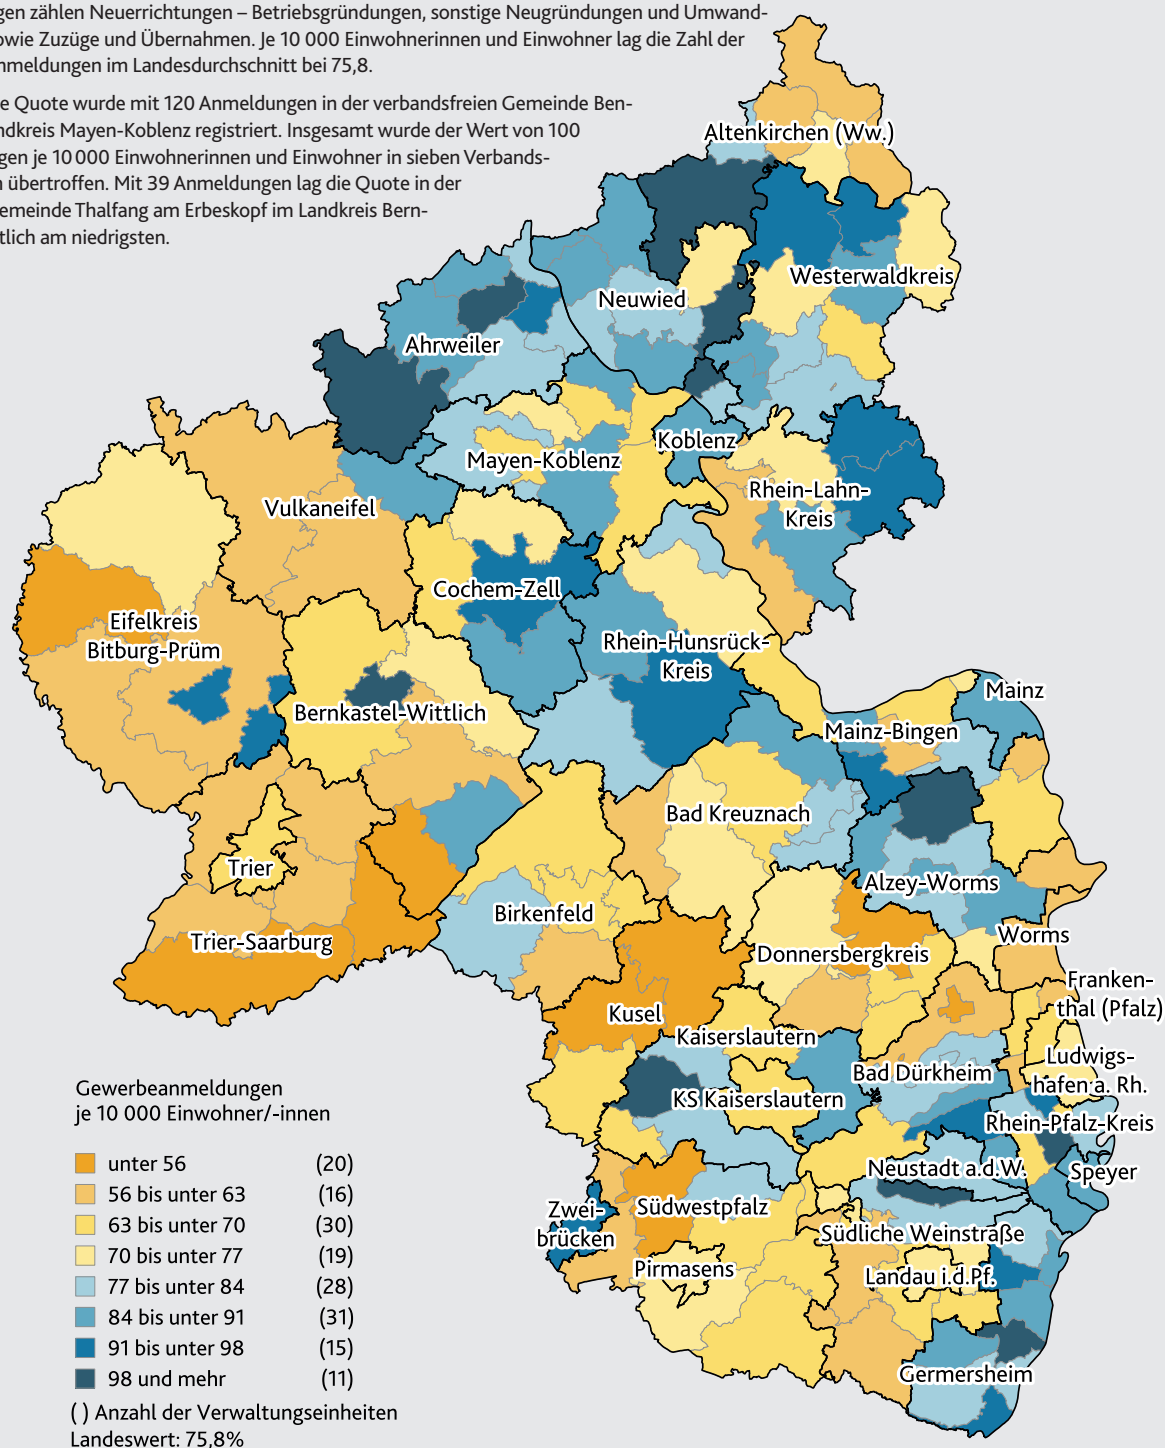 gen zählen Neuerrichtungen – Betriebsgründungen, sonstige Neugründungen und Umwand-
owie Zuzüge und Übernahmen. Je 10 000 Einwohnerinnen und Einwohner lag die Zahl der
nmeldungen im Landesdurchschnitt bei 75,8.
e Quote wurde mit 120 Anmeldungen in der verbandsfreien Gemeinde Ben-
ndkreis Mayen-Koblenz registriert. Insgesamt wurde der Wert von 100
gen je 10 000 Einwohnerinnen und Einwohner in sieben Verbands-
n übertroffen. Mit 39 Anmeldungen lag die Quote in der
emeinde Thalfang am Erbeskopf im Landkreis Bern-
tlich am niedrigsten.
Altenkirchen (Ww.)
Westerwaldkreis
Neuwied
Ahrweiler
Koblenz
Mayen-Koblenz
Rhein-Lahn-
Kreis
Vulkaneifel
Cochem-Zell
Eifelkreis
Bitburg-Prüm
Rhein-Hunsrück-
Kreis
Mainz
Bernkastel-Wittlich
Mainz-Bingen
Bad Kreuznach
Trier
Alzey-Worms
Birkenfeld
Worms
Trier-Saarburg
Donnersbergkreis
Franken-
thal (Pfalz)
Kusel
Kaiserslautern
Ludwigs-
hafen a. Rh.
Bad Dürkheim
KS Kaiserslautern
Rhein-Pfalz-Kreis
Neustadt a.d.W.
Speyer
Zwei-
brücken
Südwestpfalz
Südliche Weinstraße
Pirmasens
Landau i.d.Pf.
Germersheim
Gewerbeanmeldungen
je 10 000 Einwohner/-innen
unter 56 (20)
56 bis unter 63 (16)
63 bis unter 70 (30)
70 bis unter 77 (19)
77 bis unter 84 (28)
84 bis unter 91 (31)
91 bis unter 98 (15)
98 und mehr (11)
( ) Anzahl der Verwaltungseinheiten
Landeswert: 75,8%